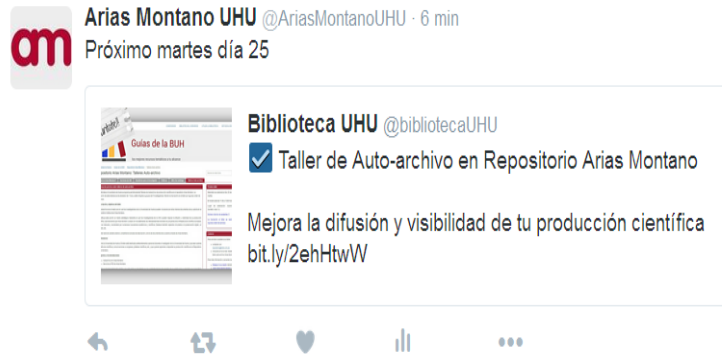 am
Arias Montano UHU @AriasMontanoUHU · 6 min
Próximo martes día 25
Biblioteca UHU @bibliotecaUHU
Guías de la BUH
Taller de Auto-archivo en Repositorio Arias Montano
Mejora la difusión y visibilidad de tu producción científica
bit.ly/2ehHtwW